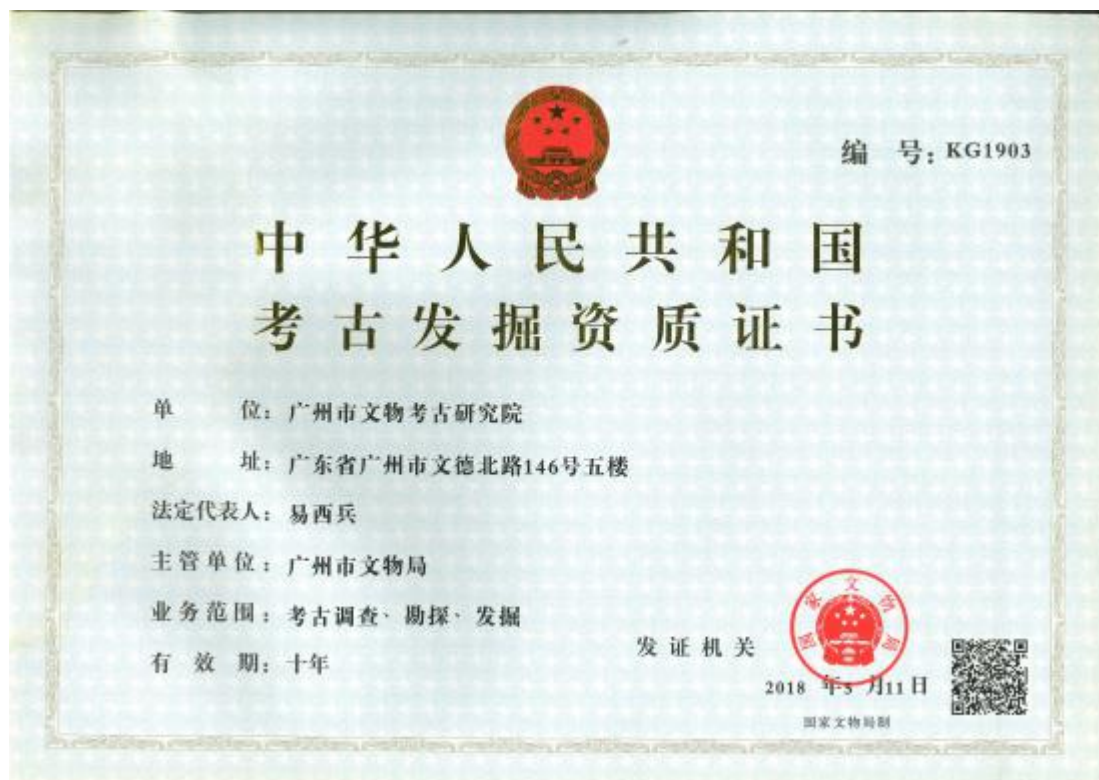 编 号: KG1903
中华人民共和国
考古发掘资质证书
单 位: 广州市文物考古研究院
地 址: 广东省广州市文德北路146号五楼
法定代表人: 易西兵
主管单位: 广州市文物局
业务范围: 考古调查、勘探、发掘
有 效 期: 十年
国家文物局
发证机关
2018 年5 月11日
国家文物局制